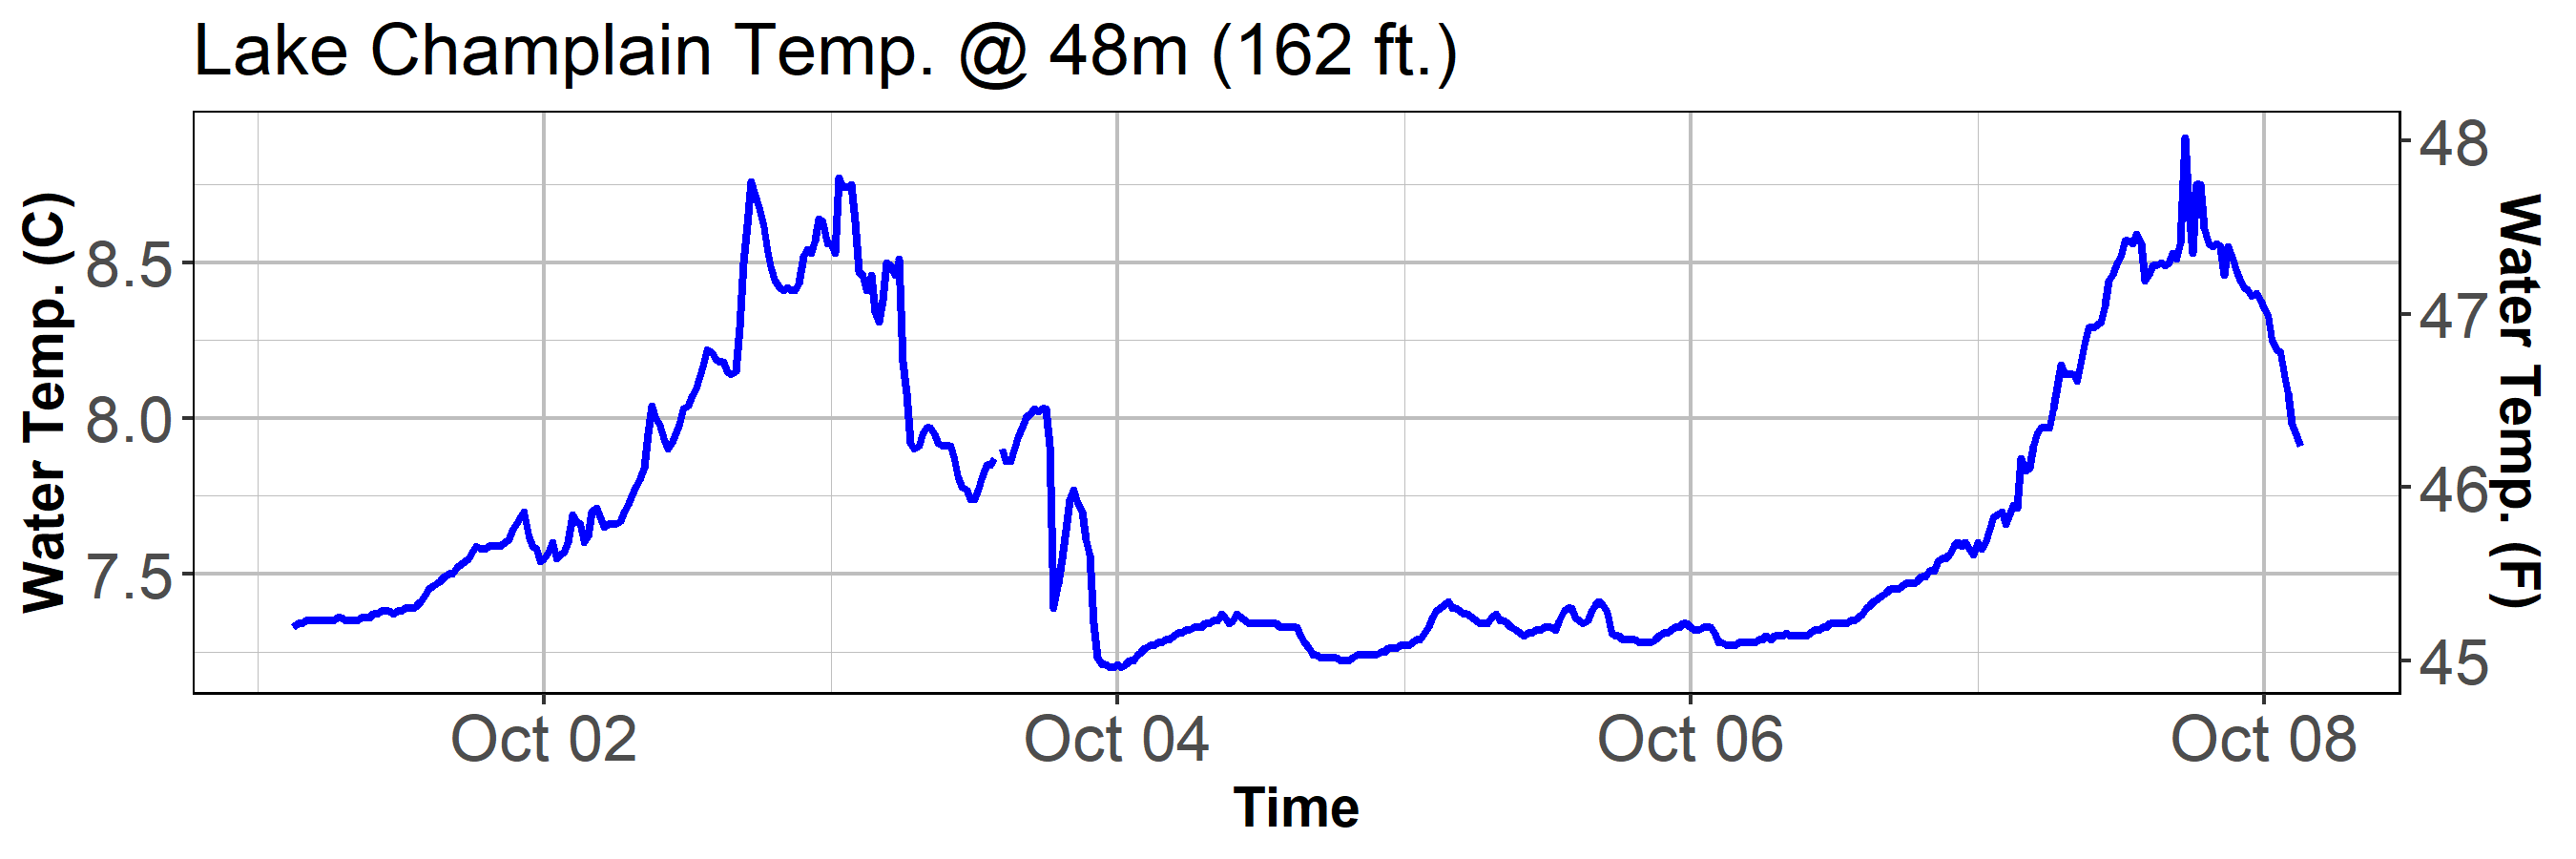 Lake Champlain Temp. @ 48m (162 ft.)
Water Temp. (C)
8.5
8.0
7.5
48
47
46
45
Water Temp. (F)
Oct 02
Oct 04
Oct 06
Oct 08
Time